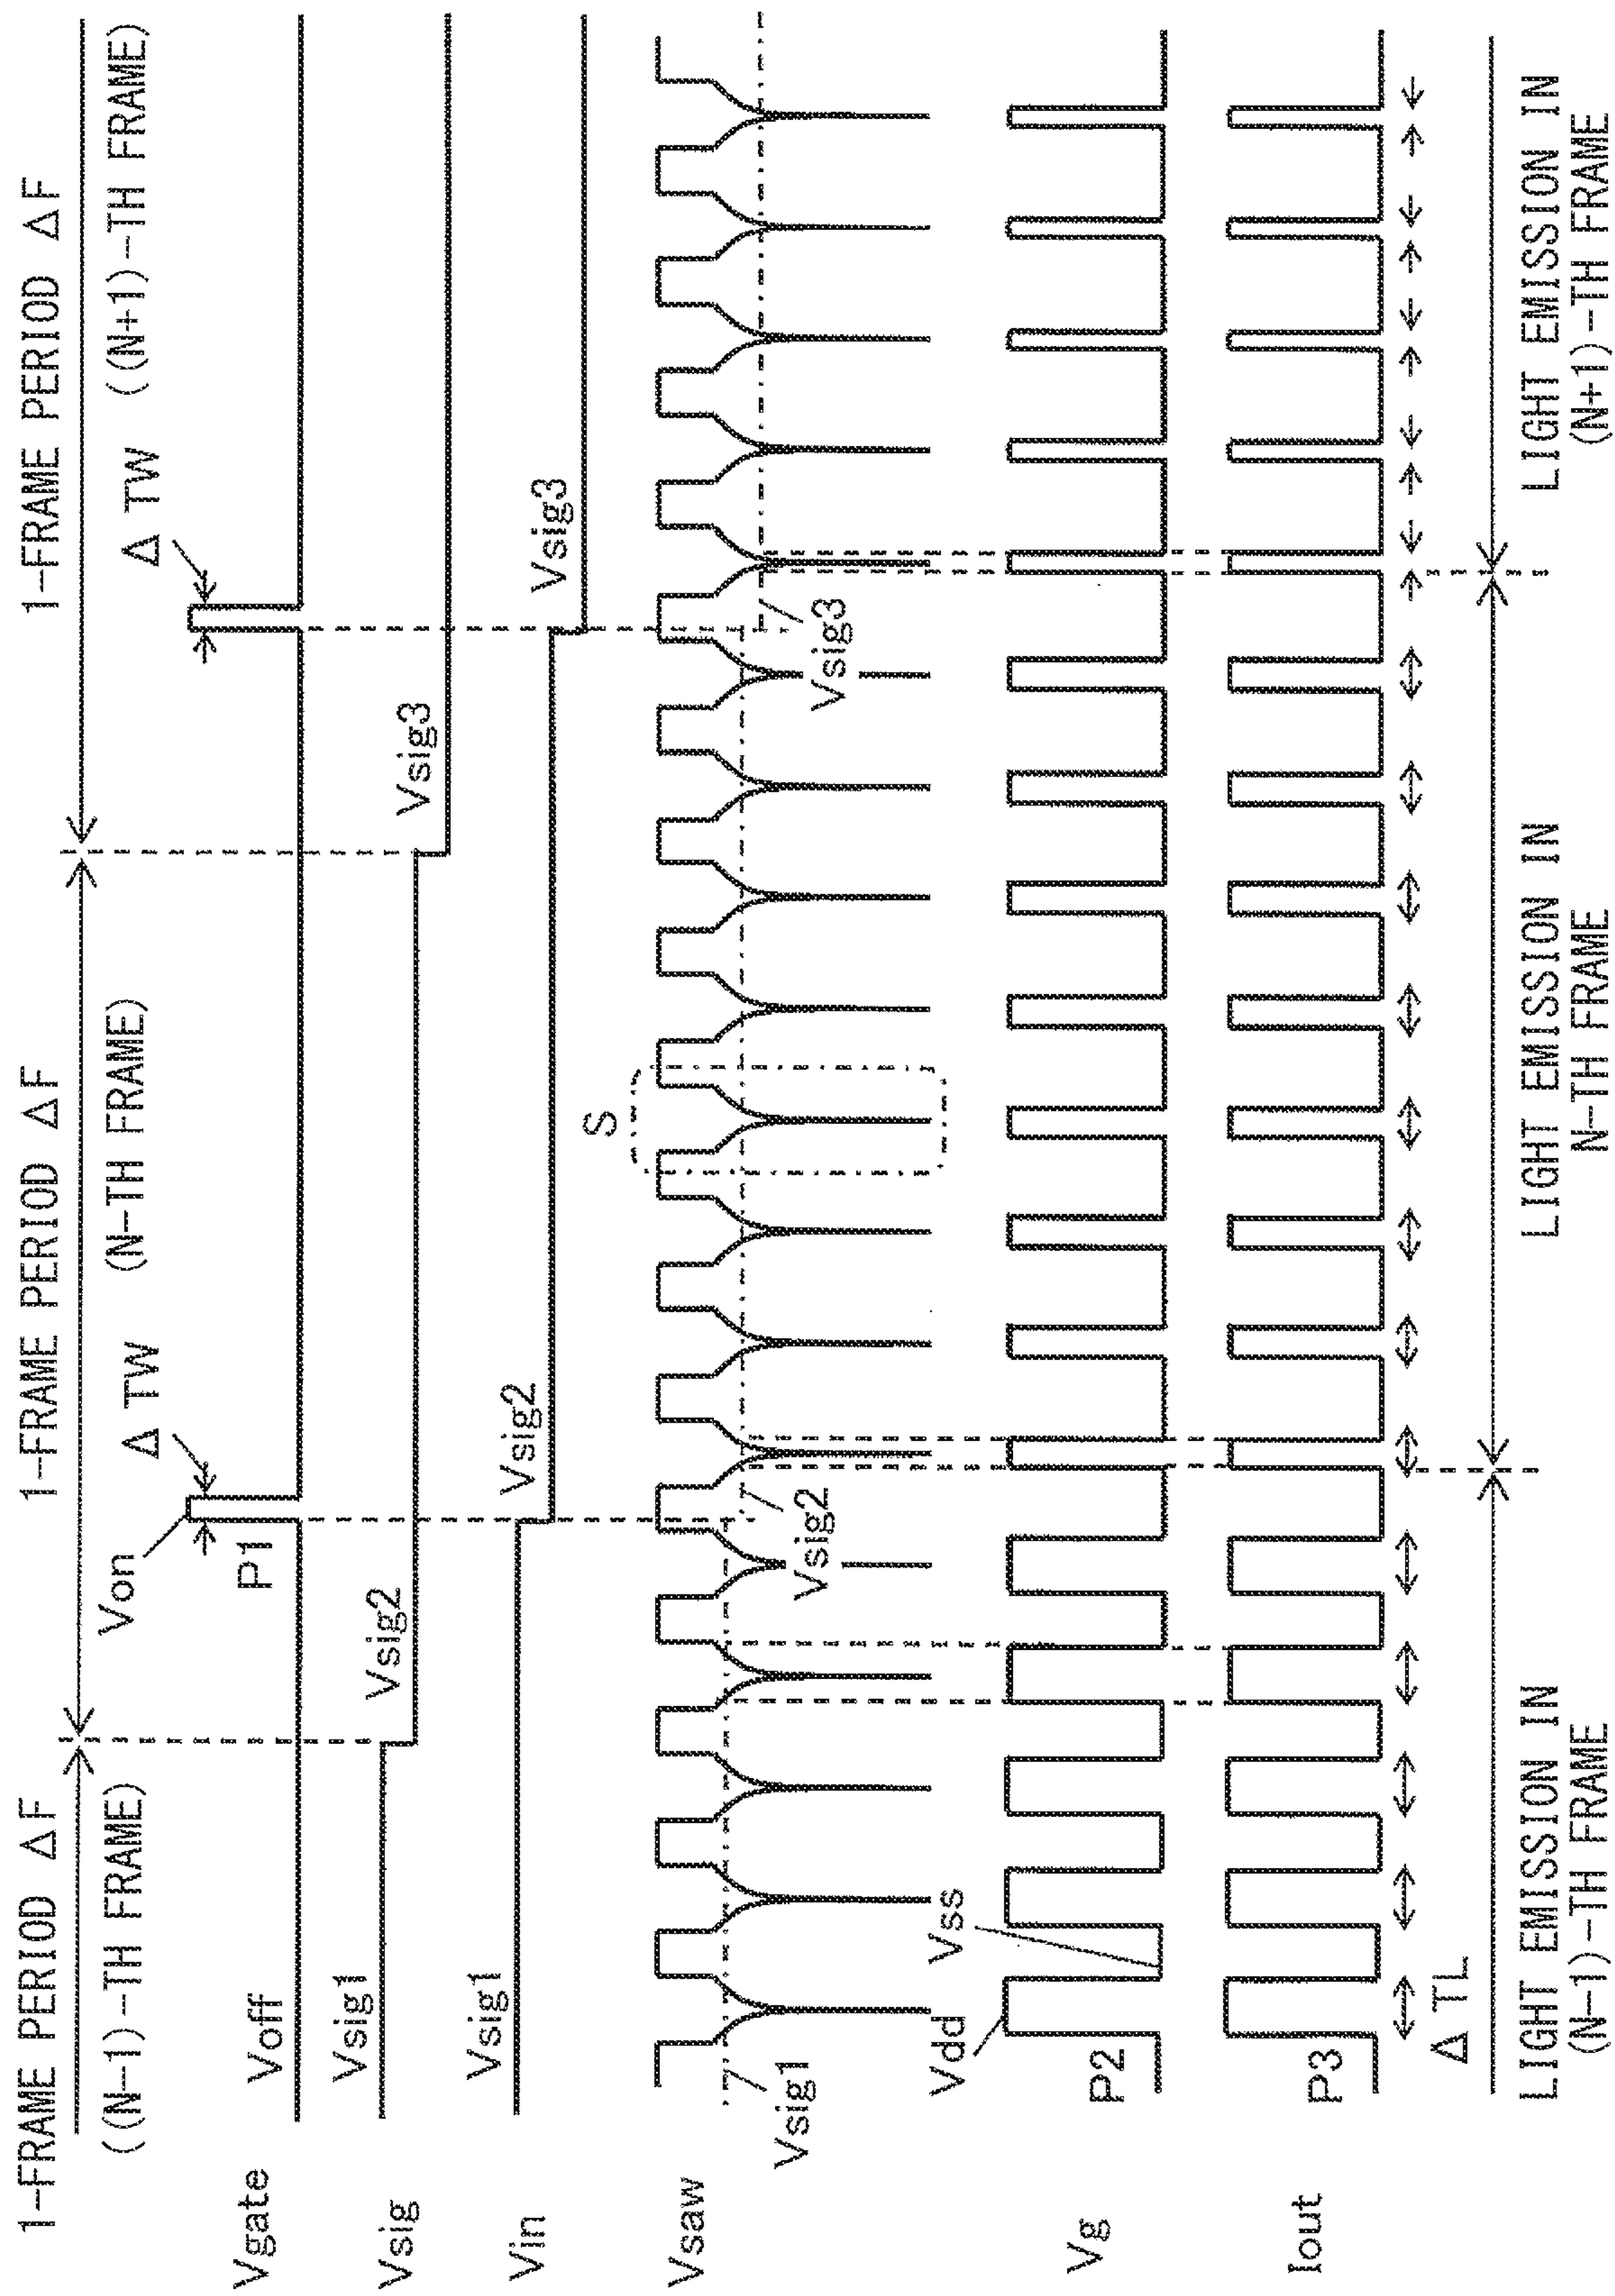 1-FRAME PERIOD ΔF
1-FRAME PERIOD ΔF
1-FRAME PERIOD ΔF
((N-1)-TH FRAME)
(N-TH FRAME)
((N+1)-TH FRAME)
Von
Δ TW
Δ TW
Vgate
Voff
P1
Vsig
Vsig1
Vsig2
Vsig3
Vin
Vsig1
Vsig2
Vsig3
S
Vsaw
Vsig1
Vsig2
Vsig3
Vdd
Vss
Vg
P2
Iout
P3
Δ TL
LIGHT EMISSION IN
(N-1)-TH FRAME
LIGHT EMISSION IN
N-TH FRAME
LIGHT EMISSION IN
(N+1)-TH FRAME